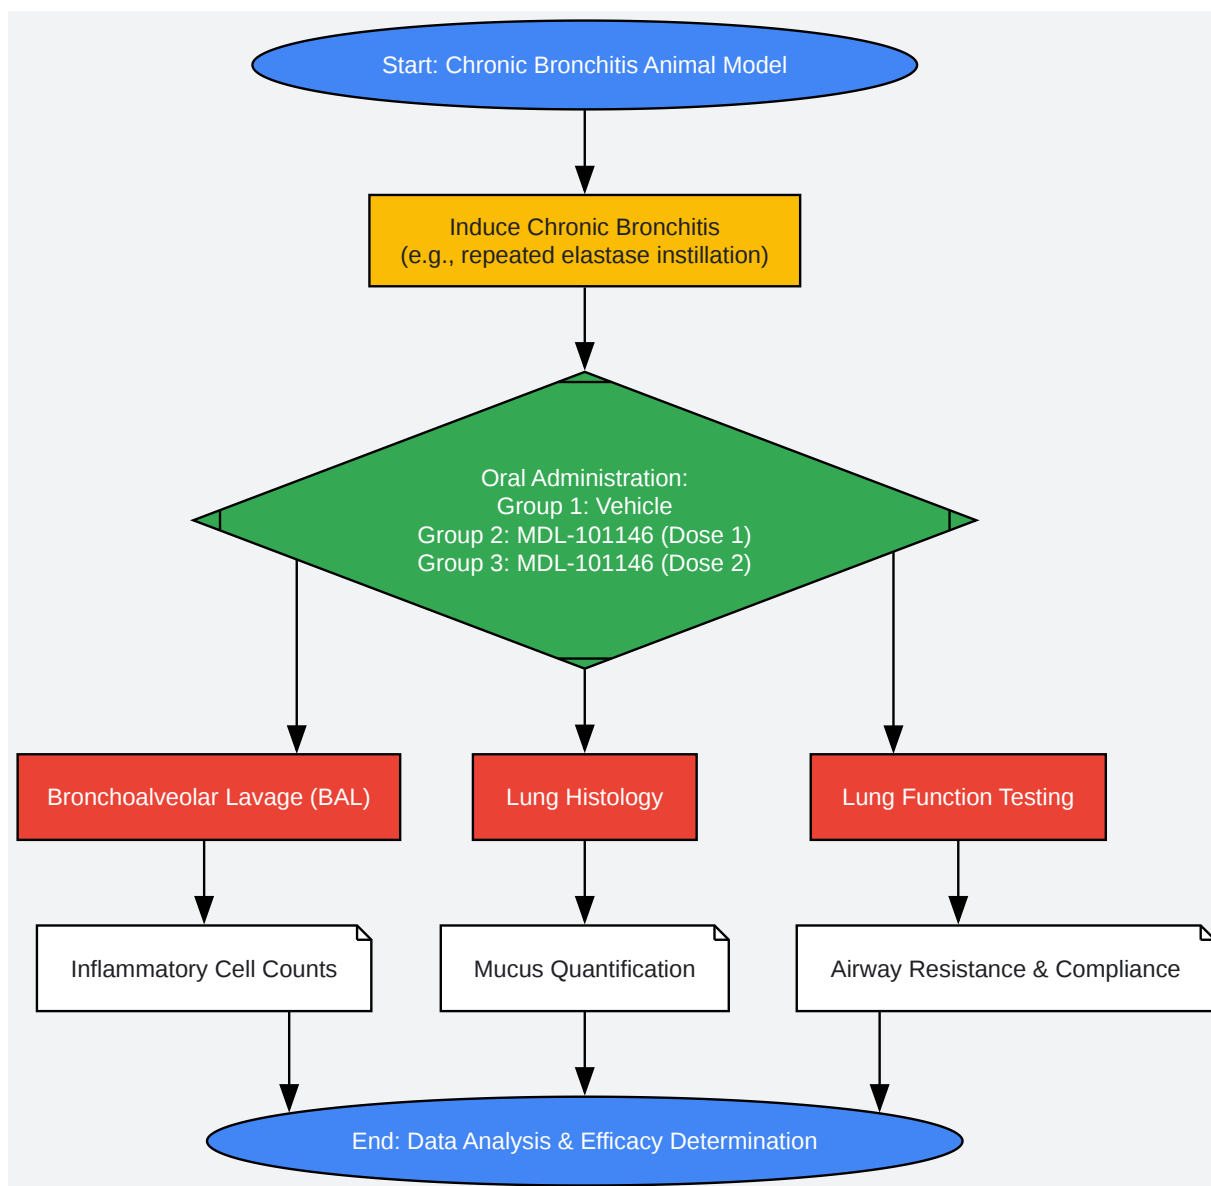 Start: Chronic Bronchitis Animal Model
Induce Chronic Bronchitis
(e.g., repeated elastase instillation)
Oral Administration:
Group 1: Vehicle
Group 2: MDL-101146 (Dose 1)
Group 3: MDL-101146 (Dose 2)
Bronchoalveolar Lavage (BAL)
Lung Histology
Lung Function Testing
Inflammatory Cell Counts
Mucus Quantification
Airway Resistance & Compliance
End: Data Analysis & Efficacy Determination